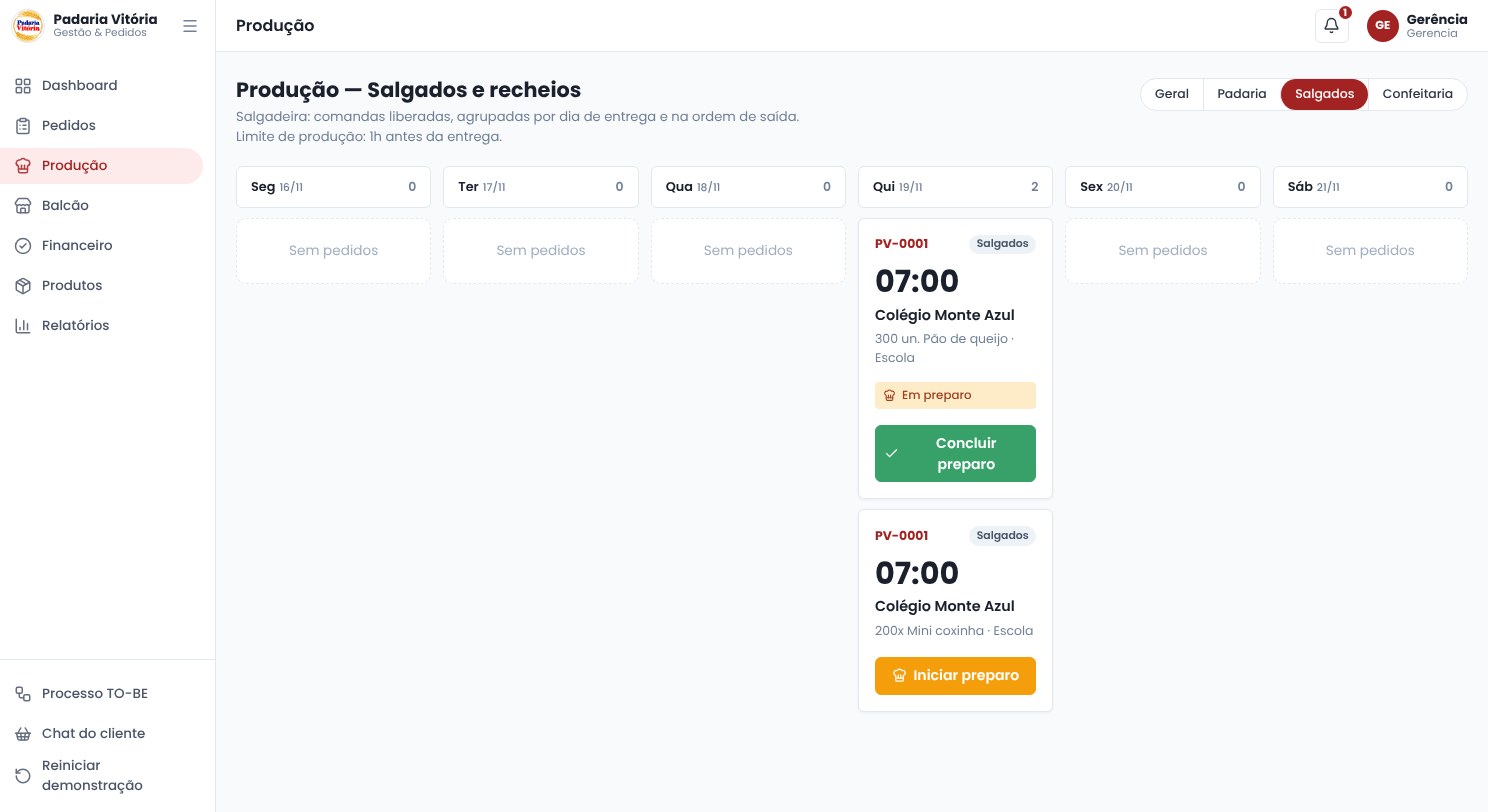 Padaria Vitória
Padaria Vitória
Gestão & Pedidos
Dashboard
Pedidos
Produção
Balcão
Financeiro
Produtos
Relatórios
Processo TO-BE
Chat do cliente
Reiniciar
demonstração
Produção
1
GE
Gerência
Gerencia
Produção — Salgados e recheios
Salgadeira: comandas liberadas, agrupadas por dia de entrega e na ordem de saída.
Limite de produção: 1h antes da entrega.
Geral Padaria Salgados Confeitaria
Seg 16/11 0
Sem pedidos
Ter 17/11 0
Sem pedidos
Qua 18/11 0
Sem pedidos
Qui 19/11 2
PV-0001 Salgados
07:00
Colégio Monte Azul
300 un. Pão de queijo ·
Escola
Em preparo
Concluir
preparo
PV-0001 Salgados
07:00
Colégio Monte Azul
200x Mini coxinha · Escola
Iniciar preparo
Sex 20/11 0
Sem pedidos
Sáb 21/11 0
Sem pedidos